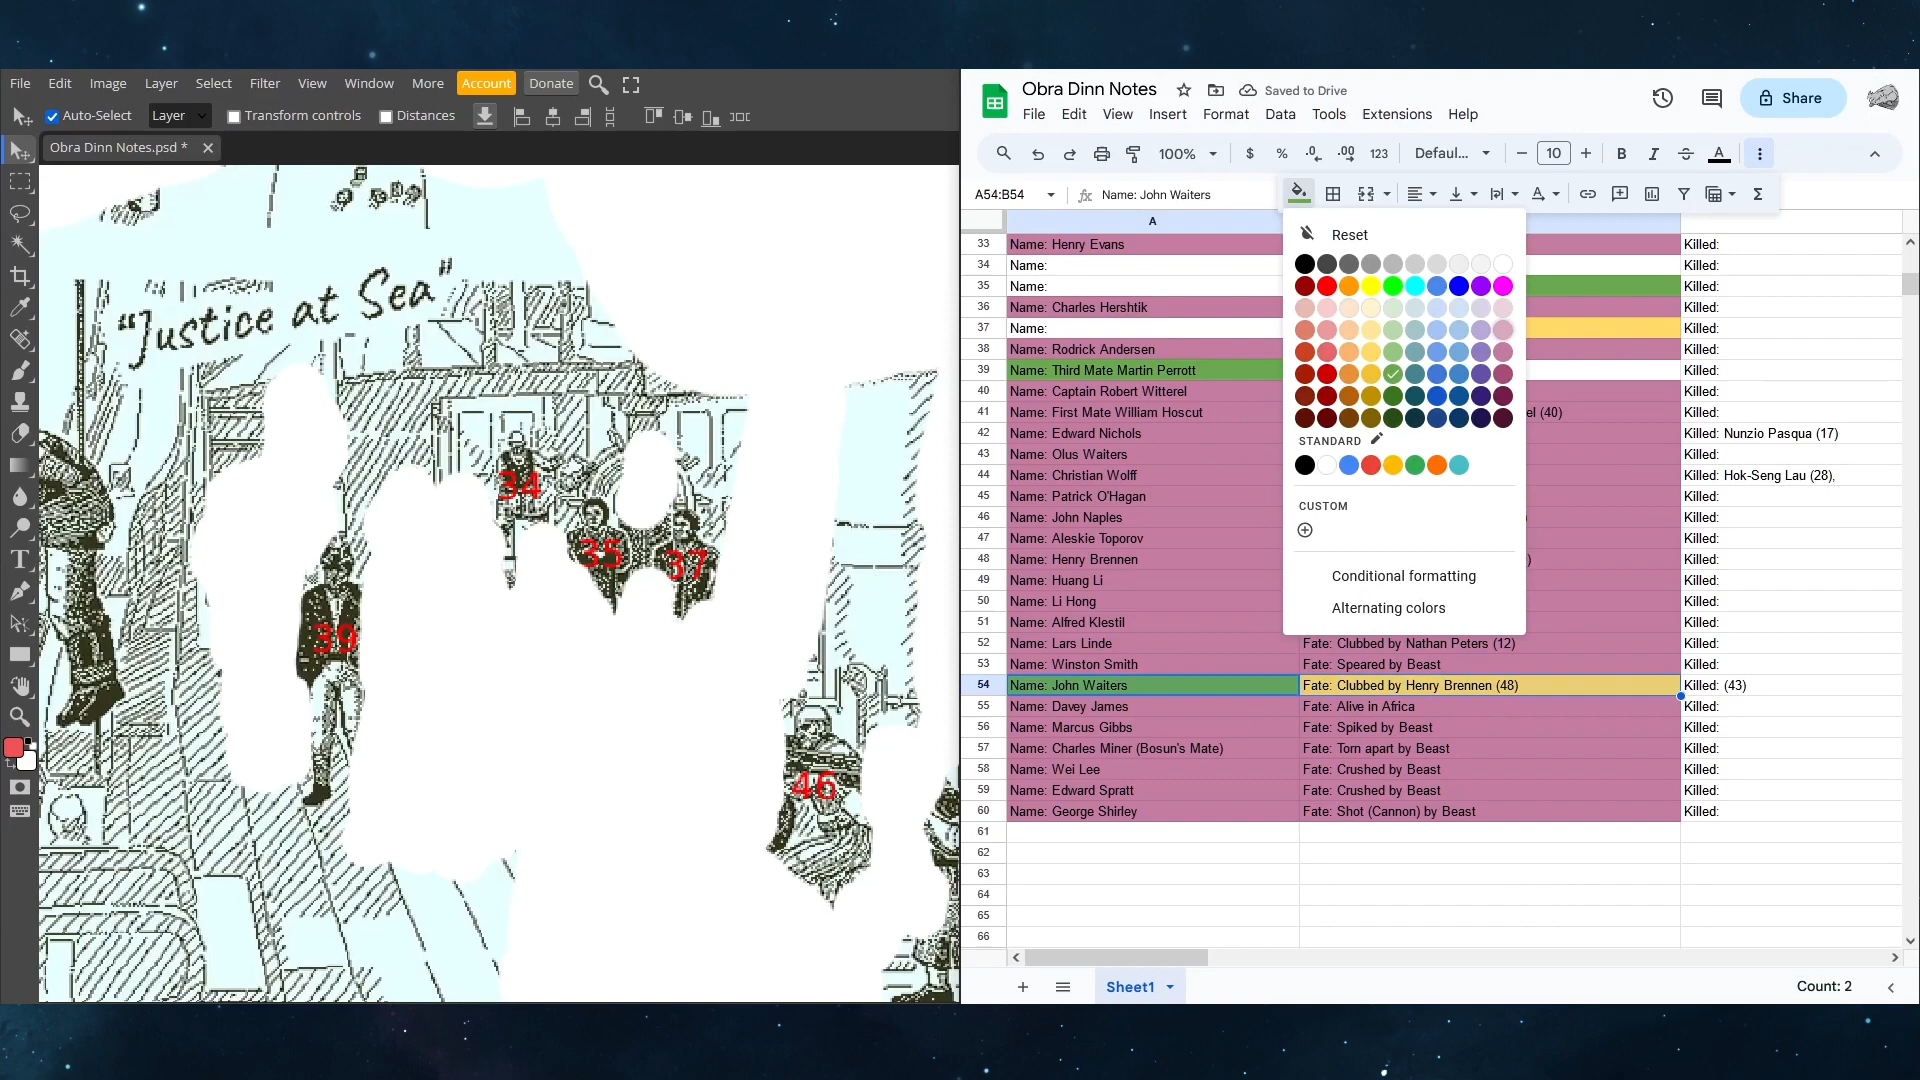 File Edit Image Layer Select Filter View Window More Account Donate
Auto-Select Layer Transform controls Distances
Obra Dinn Notes.psd *
"Justice at Sea"
34
35
37
39
46
Obra Dinn Notes Saved to Drive Share
File Edit View Insert Format Data Tools Extensions Help
100% $ % .0 .00 123 Defaul... 10 B I S A
A54:B54 fx Name: John Waiters
A
33 Name: Henry Evans Killed:
34 Name: Killed:
35 Name: Killed:
36 Name: Charles Hershtik Killed:
37 Name: Killed:
38 Name: Rodrick Andersen Killed:
39 Name: Third Mate Martin Perrott Killed:
40 Name: Captain Robert Witterel Killed:
41 Name: First Mate William Hoscut el (40) Killed:
42 Name: Edward Nichols Killed: Nunzio Pasqua (17)
43 Name: Olus Waiters Killed:
44 Name: Christian Wolff Killed: Hok-Seng Lau (28),
45 Name: Patrick O'Hagan Killed:
46 Name: John Naples ) Killed:
47 Name: Aleskie Toporov Killed:
48 Name: Henry Brennen ) Killed:
49 Name: Huang Li Killed:
50 Name: Li Hong Killed:
51 Name: Alfred Klestil Killed:
52 Name: Lars Linde Fate: Clubbed by Nathan Peters (12) Killed:
53 Name: Winston Smith Fate: Speared by Beast Killed:
54 Name: John Waiters Fate: Clubbed by Henry Brennen (48) Killed: (43)
55 Name: Davey James Fate: Alive in Africa Killed:
56 Name: Marcus Gibbs Fate: Spiked by Beast Killed:
57 Name: Charles Miner (Bosun's Mate) Fate: Torn apart by Beast Killed:
58 Name: Wei Lee Fate: Crushed by Beast Killed:
59 Name: Edward Spratt Fate: Crushed by Beast Killed:
60 Name: George Shirley Fate: Shot (Cannon) by Beast Killed:
61
62
63
64
65
66
Reset
STANDARD
CUSTOM
Conditional formatting
Alternating colors
Sheet1 Count: 2